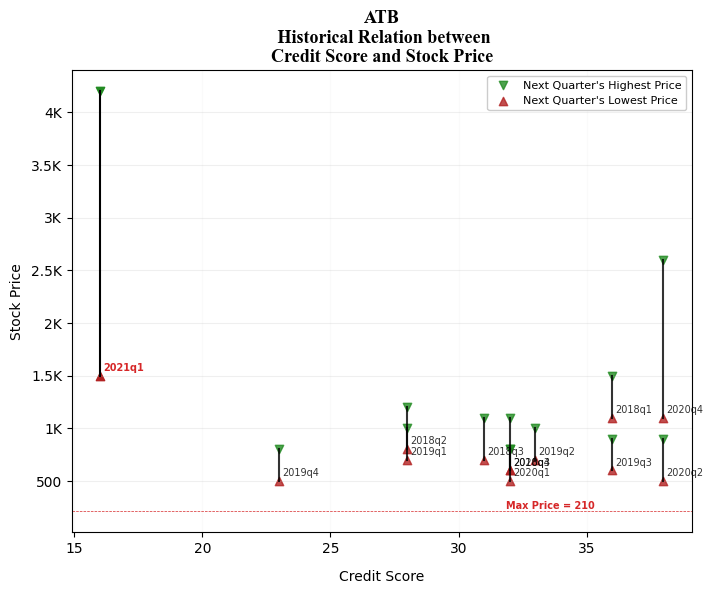 ATB
Historical Relation between
Credit Score and Stock Price
Next Quarter's Highest Price
Next Quarter's Lowest Price
Stock Price
4K
3.5K
3K
2.5K
2K
1.5K
1K
500
2021q1
2018q1
2020q4
2018q2
2019q1
2018q3
2019q2
2019q3
2019q4
2020q1
2020q2
Max Price = 210
15
20
25
30
35
Credit Score